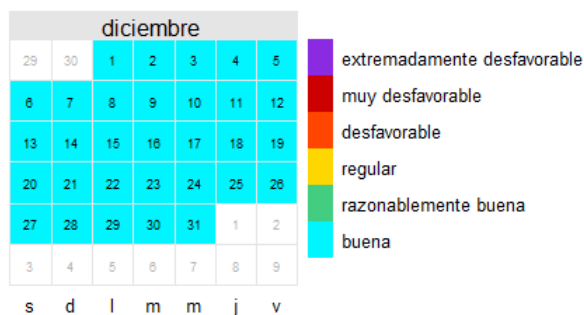 diciembre
29 30 1 2 3 4 5
6 7 8 9 10 11 12
13 14 15 16 17 18 19
20 21 22 23 24 25 26
27 28 29 30 31 1 2
3 4 5 6 7 8 9
s d l m m j v
extremadamente desfavorable
muy desfavorable
desfavorable
regular
razonablemente buena
buena